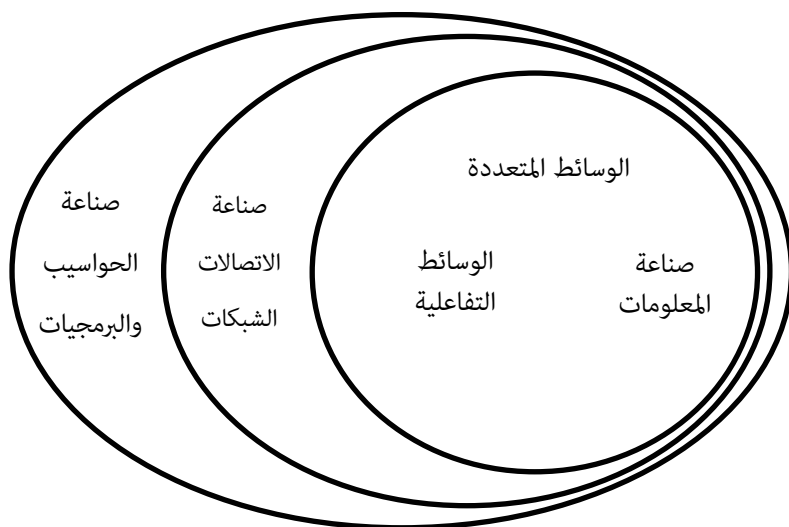 الوسائط المتعددة
صناعة
المعلومات
الوسائط
التفاعلية
صناعة
الاتصالات
الشبكات
صناعة
الحواسيب
والبرمجيات